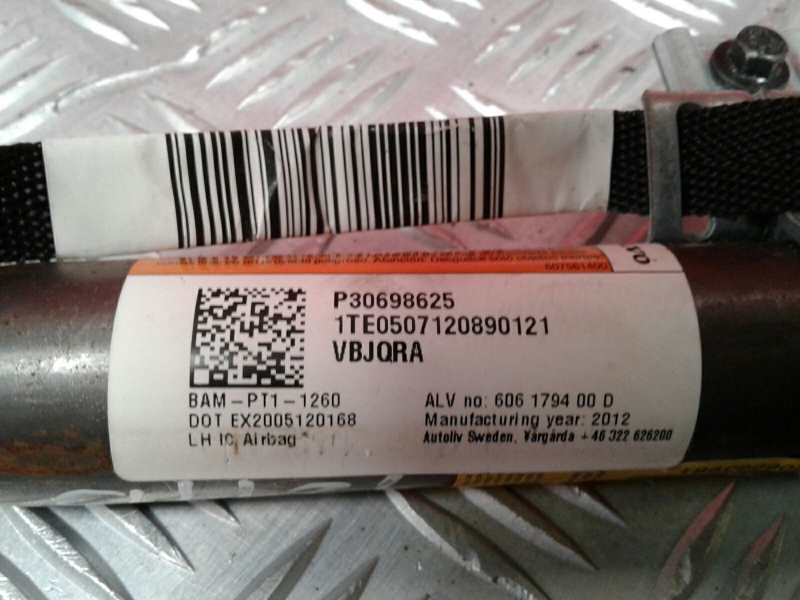 607561400
P30698625
1TE0507120890121
VBJQRA
BAM-PT1-1260
DOT EX2005120168
LH IC Airbag
ALV no: 606 1794 00 D
Manufacturing year: 2012
Autoliv Sweden, Vårgårda +46 322 626200